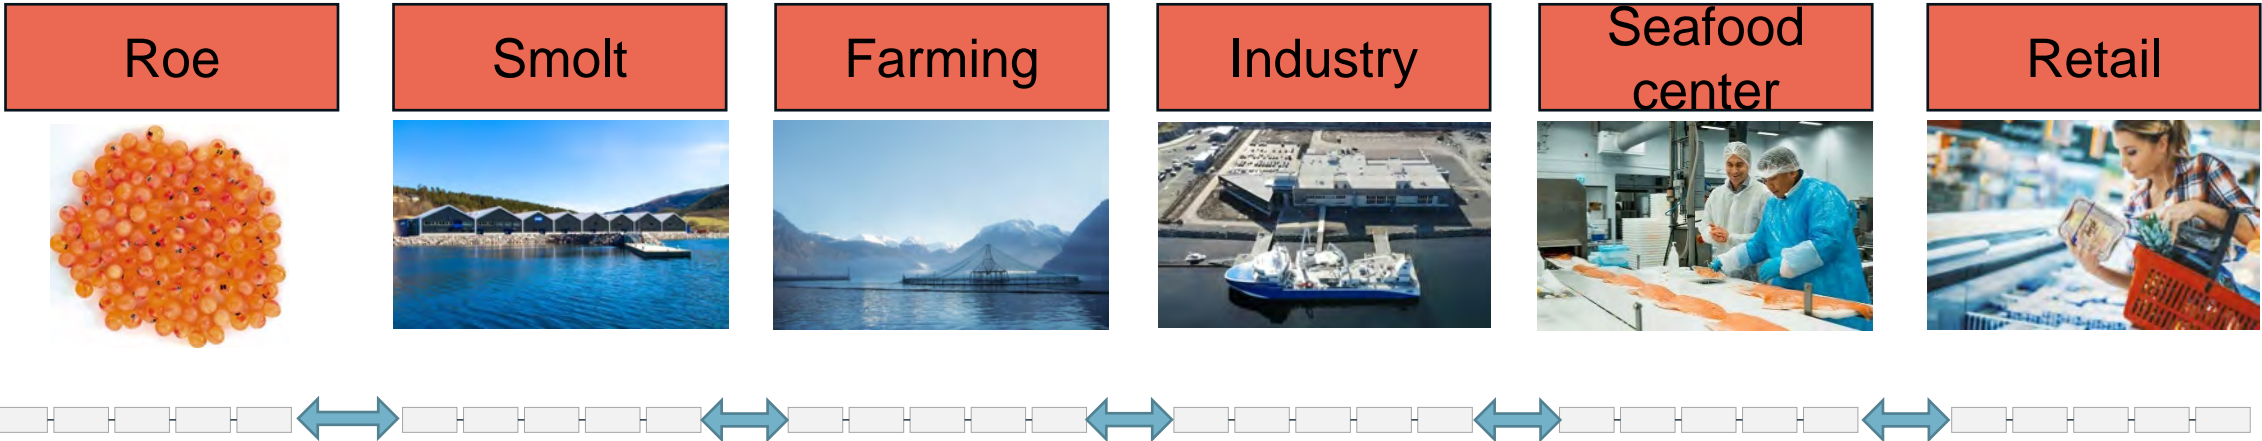 Roe
Smolt
Farming
Industry
Seafood
center
Retail